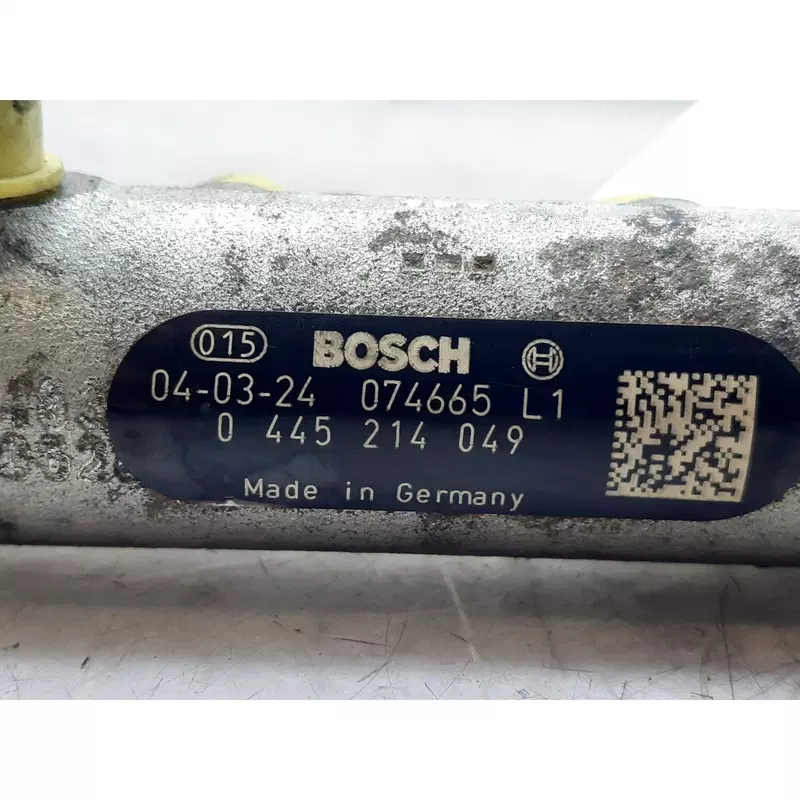 015 BOSCH
04-03-24 074665 L1
0 445 214 049
Made in Germany